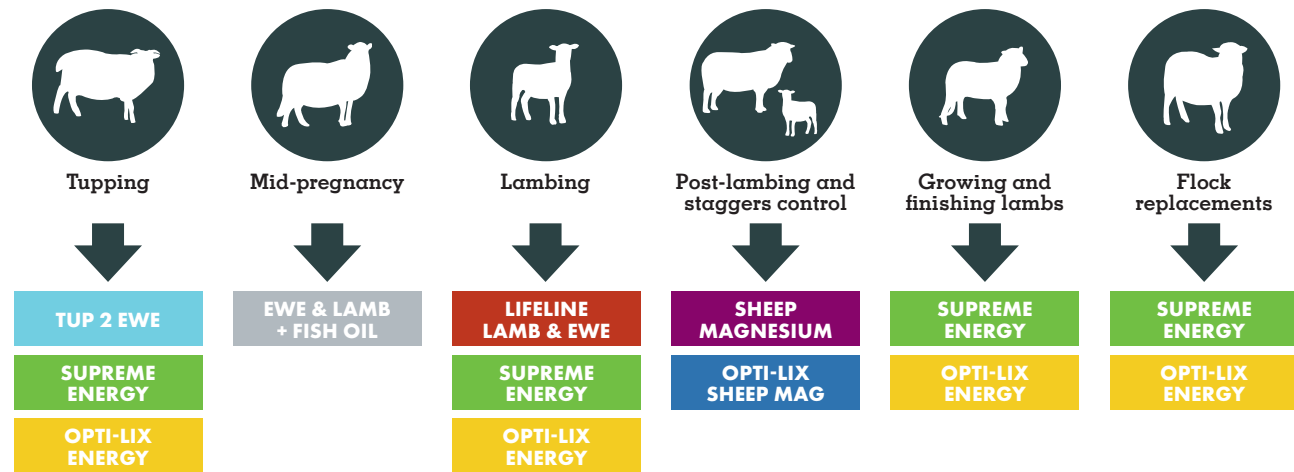 Tupping
Mid-pregnancy
Lambing
Post-lambing and
staggers control
Growing and
finishing lambs
Flock
replacements
TUP 2 EWE
EWE & LAMB
+ FISH OIL
LIFELINE
LAMB & EWE
SHEEP
MAGNESIUM
SUPREME
ENERGY
SUPREME
ENERGY
SUPREME
ENERGY
SUPREME
ENERGY
OPTI-LIX
SHEEP MAG
OPTI-LIX
ENERGY
OPTI-LIX
ENERGY
OPTI-LIX
ENERGY
OPTI-LIX
ENERGY